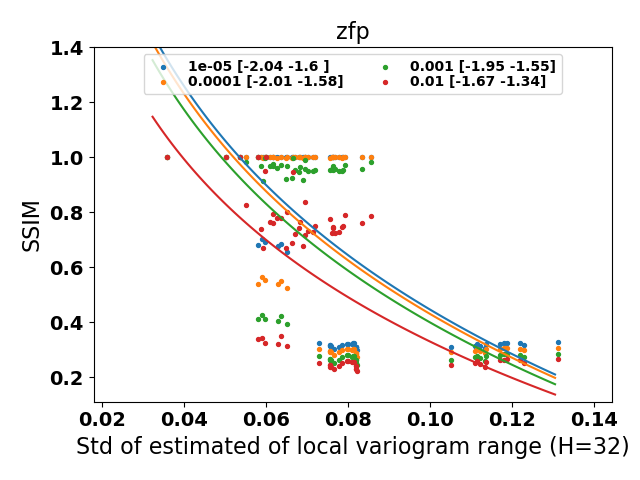 zfp
1e-05 [-2.04 -1.6 ]
0.0001 [-2.01 -1.58]
0.001 [-1.95 -1.55]
0.01 [-1.67 -1.34]
SSIM
1.4
1.2
1.0
0.8
0.6
0.4
0.2
0.02 0.04 0.06 0.08 0.10 0.12 0.14
Std of estimated of local variogram range (H=32)